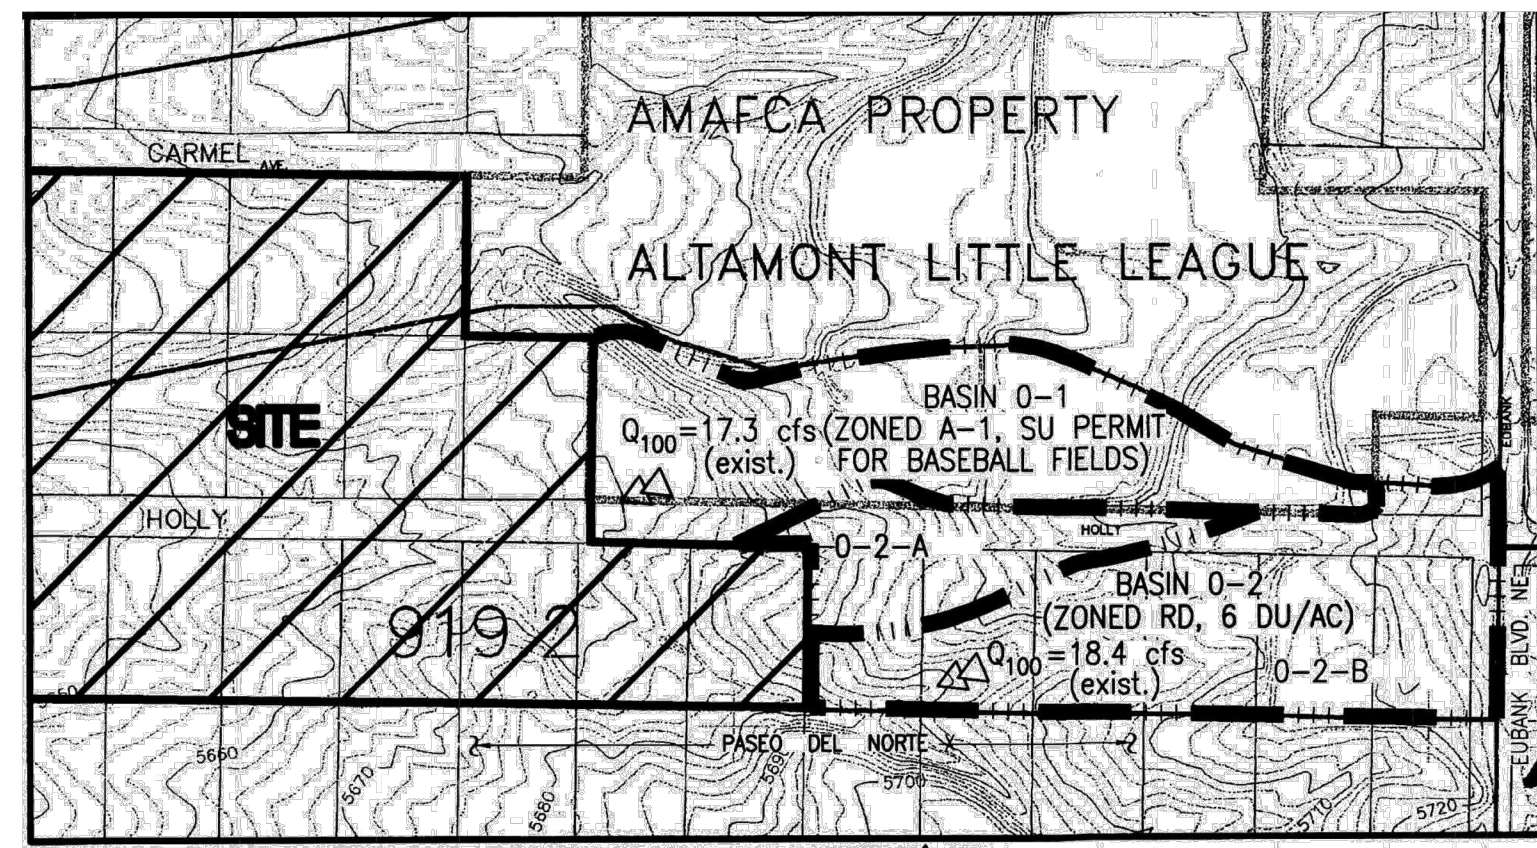 AMAFCA PROPERTY
CARMEL AVE.
ALTAMONT LITTLE LEAGUE
BASIN 0-1
Q100=17.3 cfs (ZONED A-1, SU PERMIT
(exist.) FOR BASEBALL FIELDS)
SITE
EUBANK
HOLLY
HOLLY
0-2-A
BASIN 0-2
(ZONED RD, 6 DU/AC)
919 2
Q100=18.4 cfs
(exist.)
0-2-B
EUBANK BLVD, NE
PASEO DEL NORTE
5660
5670
5680
5700
5710
5720